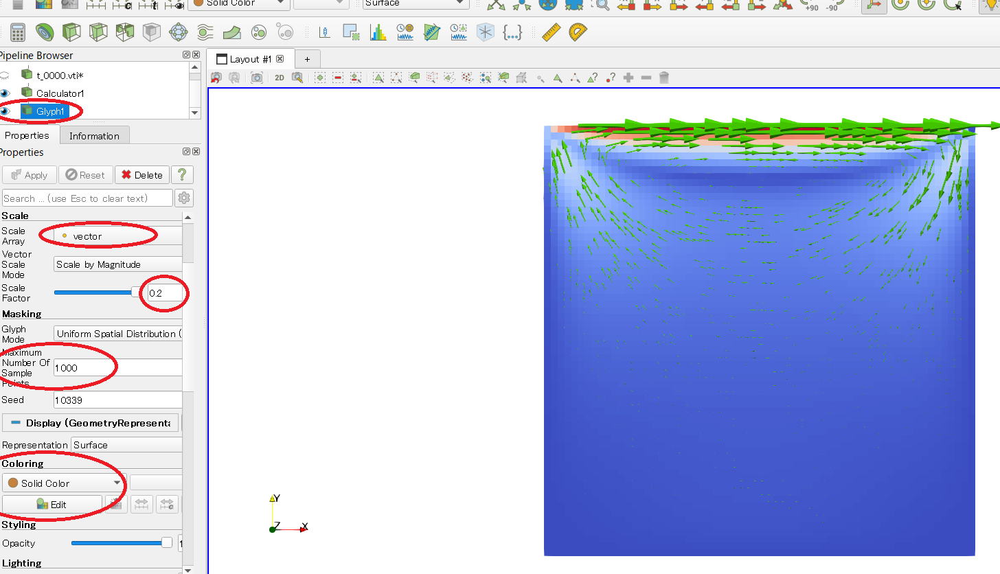 Solid Color
Surface
+90
-90
Pipeline Browser
t_0000.vti*
Calculator1
Glyph1
Layout #1
+
2D
Properties
Information
Properties
Apply
Reset
Delete
?
Search ... (use Esc to clear text)
Scale
Scale
Array
vector
Vector
Scale
Mode
Scale by Magnitude
Scale
Factor
0.2
Masking
Glyph
Mode
Uniform Spatial Distribution (
Maximum
Number Of
Sample
Points
1000
Seed
10339
Display (GeometryRepresenta
Representation
Surface
Coloring
Solid Color
Edit
Styling
Opacity
1
Lighting
Y
Z
X